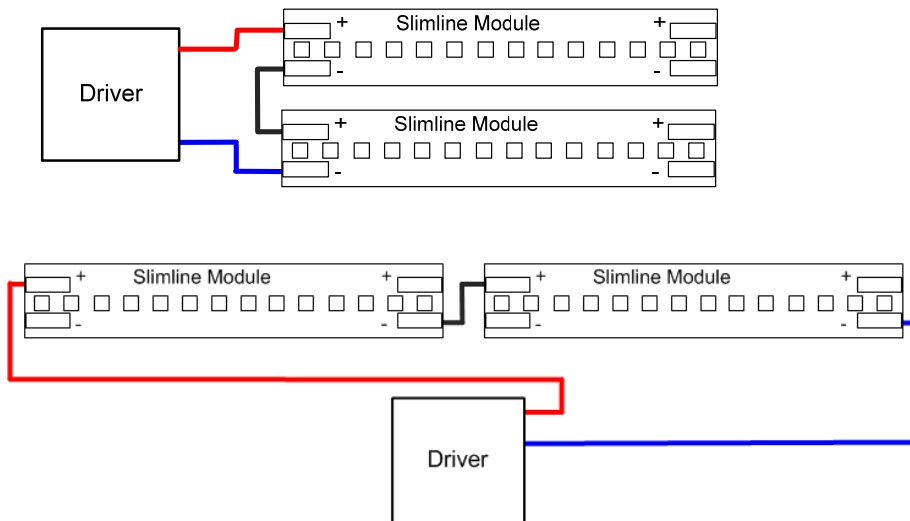 + Slimline Module +
Driver
- -
+ Slimline Module +
- -
+ Slimline Module + + Slimline Module +
- - - -
Driver